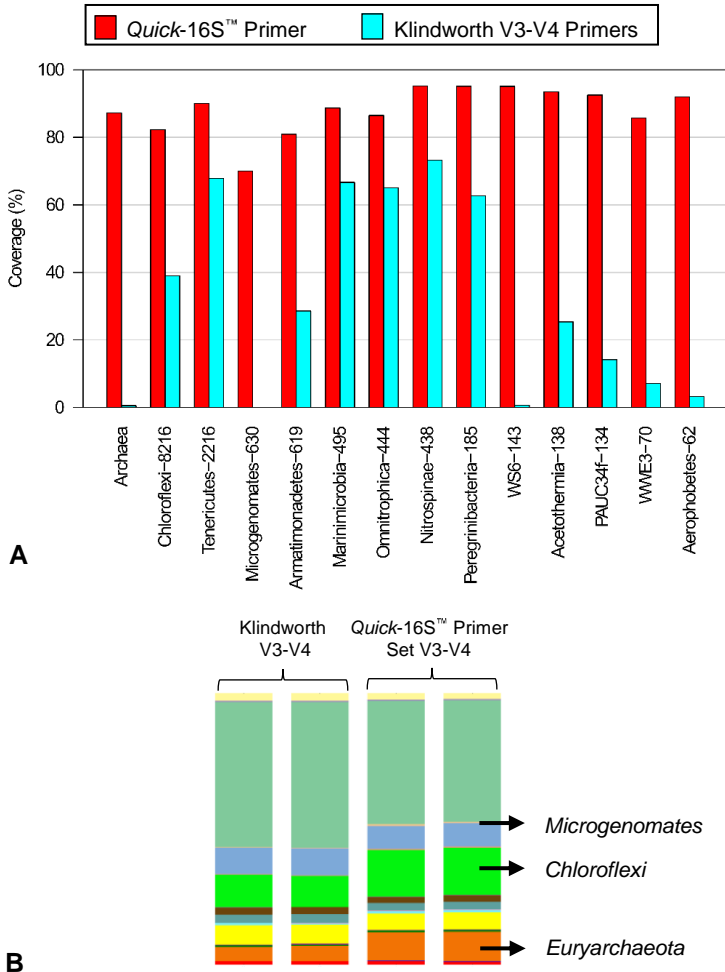 Quick-16S™ Primer
Klindworth V3-V4 Primers
Coverage (%)
100
80
60
40
20
0
Archaea
Chloroflexi−8216
Tenericutes−2216
Microgenomates−630
Armatimonadetes−619
Marinimicrobia−495
Omnitrophica−444
Nitrospinae−438
Peregrinibacteria−185
WS6−143
Acetothermia−138
PAUC34f−134
WWE3−70
Aerophobetes−62
A
Klindworth
V3-V4
Quick-16S™ Primer
Set V3-V4
Microgenomates
Chloroflexi
Euryarchaeota
B